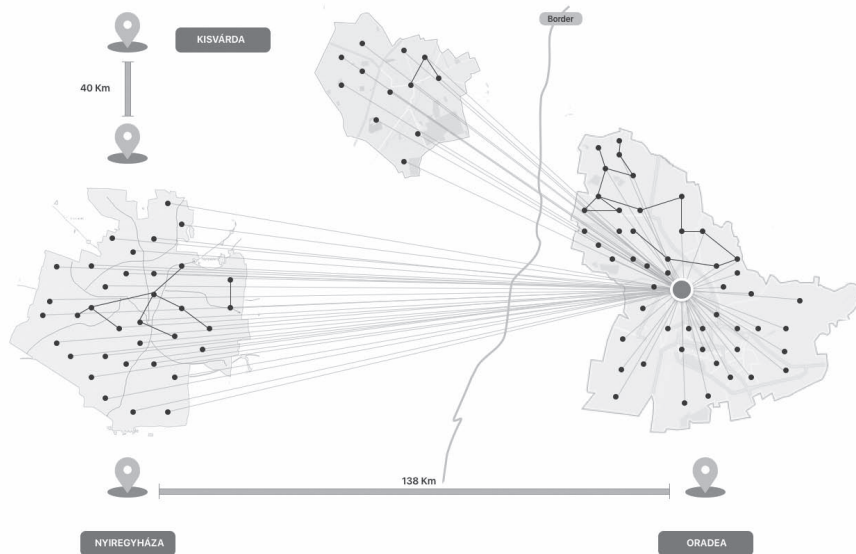 Border
KISVÁRDA
40 Km
138 Km
NYIREGYHÁZA
ORADEA